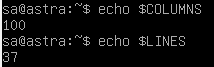 sa@astra:~$ echo $COLUMNS
100
sa@astra:~$ echo $LINES
37